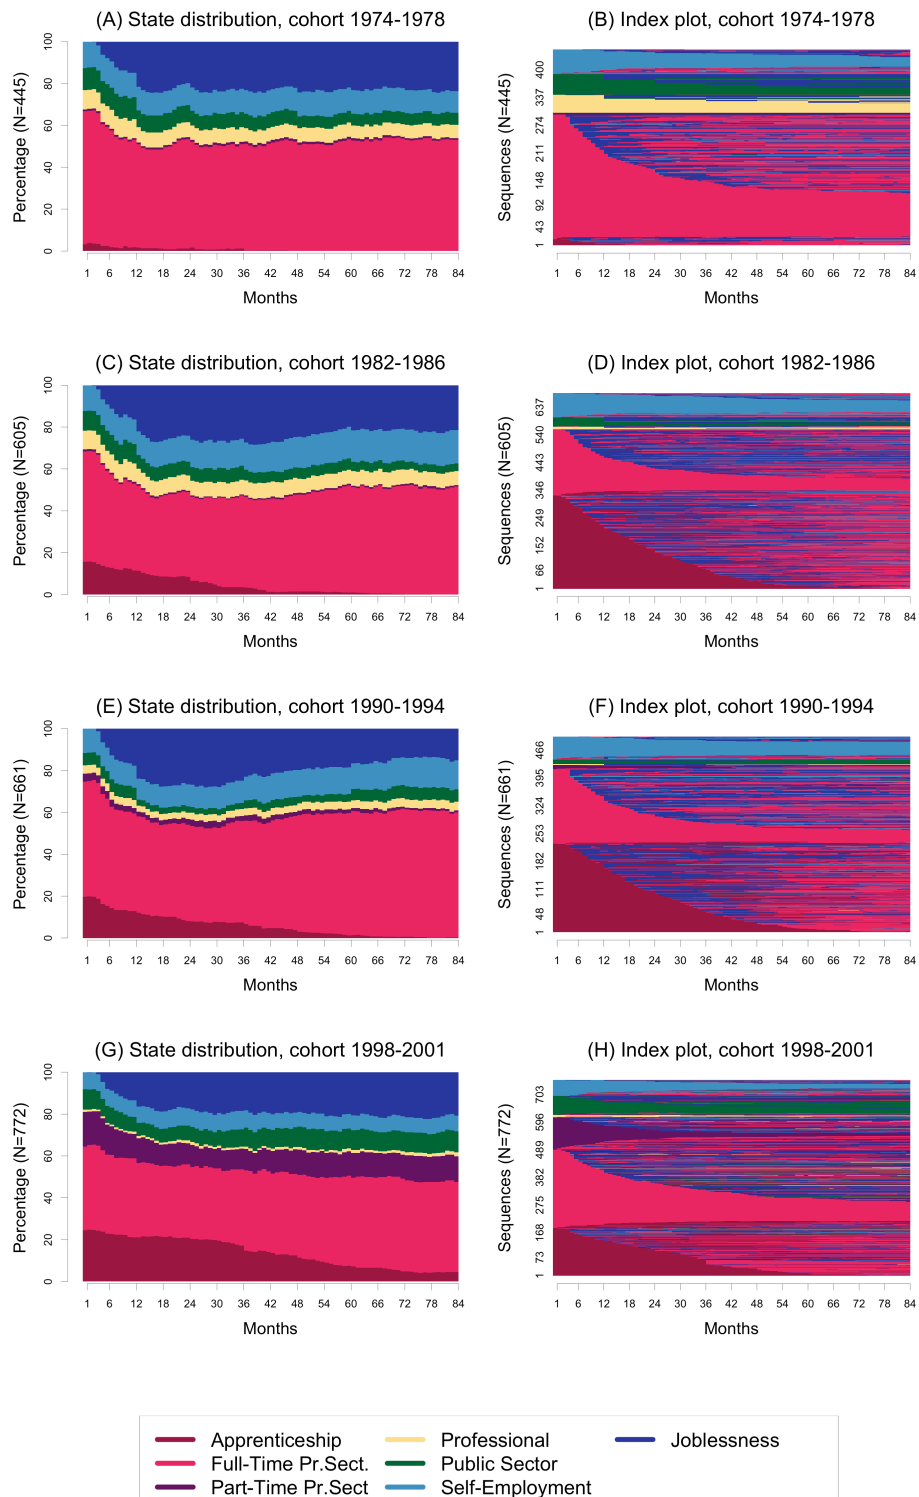 (A) State distribution, cohort 1974-1978
(B) Index plot, cohort 1974-1978
Percentage (N=445)
0 20 40 60 80 100
1 6 12 18 24 30 36 42 48 54 60 66 72 78 84
Months
Sequences (N=445)
1 43 92 148 211 274 337 400
1 6 12 18 24 30 36 42 48 54 60 66 72 78 84
Months
(C) State distribution, cohort 1982-1986
(D) Index plot, cohort 1982-1986
Percentage (N=605)
0 20 40 60 80 100
1 6 12 18 24 30 36 42 48 54 60 66 72 78 84
Months
Sequences (N=605)
1 66 152 249 346 443 540 637
1 6 12 18 24 30 36 42 48 54 60 66 72 78 84
Months
(E) State distribution, cohort 1990-1994
(F) Index plot, cohort 1990-1994
Percentage (N=661)
0 20 40 60 80 100
1 6 12 18 24 30 36 42 48 54 60 66 72 78 84
Months
Sequences (N=661)
1 48 111 182 253 324 395 466
1 6 12 18 24 30 36 42 48 54 60 66 72 78 84
Months
(G) State distribution, cohort 1998-2001
(H) Index plot, cohort 1998-2001
Percentage (N=772)
0 20 40 60 80 100
1 6 12 18 24 30 36 42 48 54 60 66 72 78 84
Months
Sequences (N=772)
1 73 168 275 382 489 596 703
1 6 12 18 24 30 36 42 48 54 60 66 72 78 84
Months
Apprenticeship Professional Joblessness
Full-Time Pr.Sect. Public Sector
Part-Time Pr.Sect Self-Employment